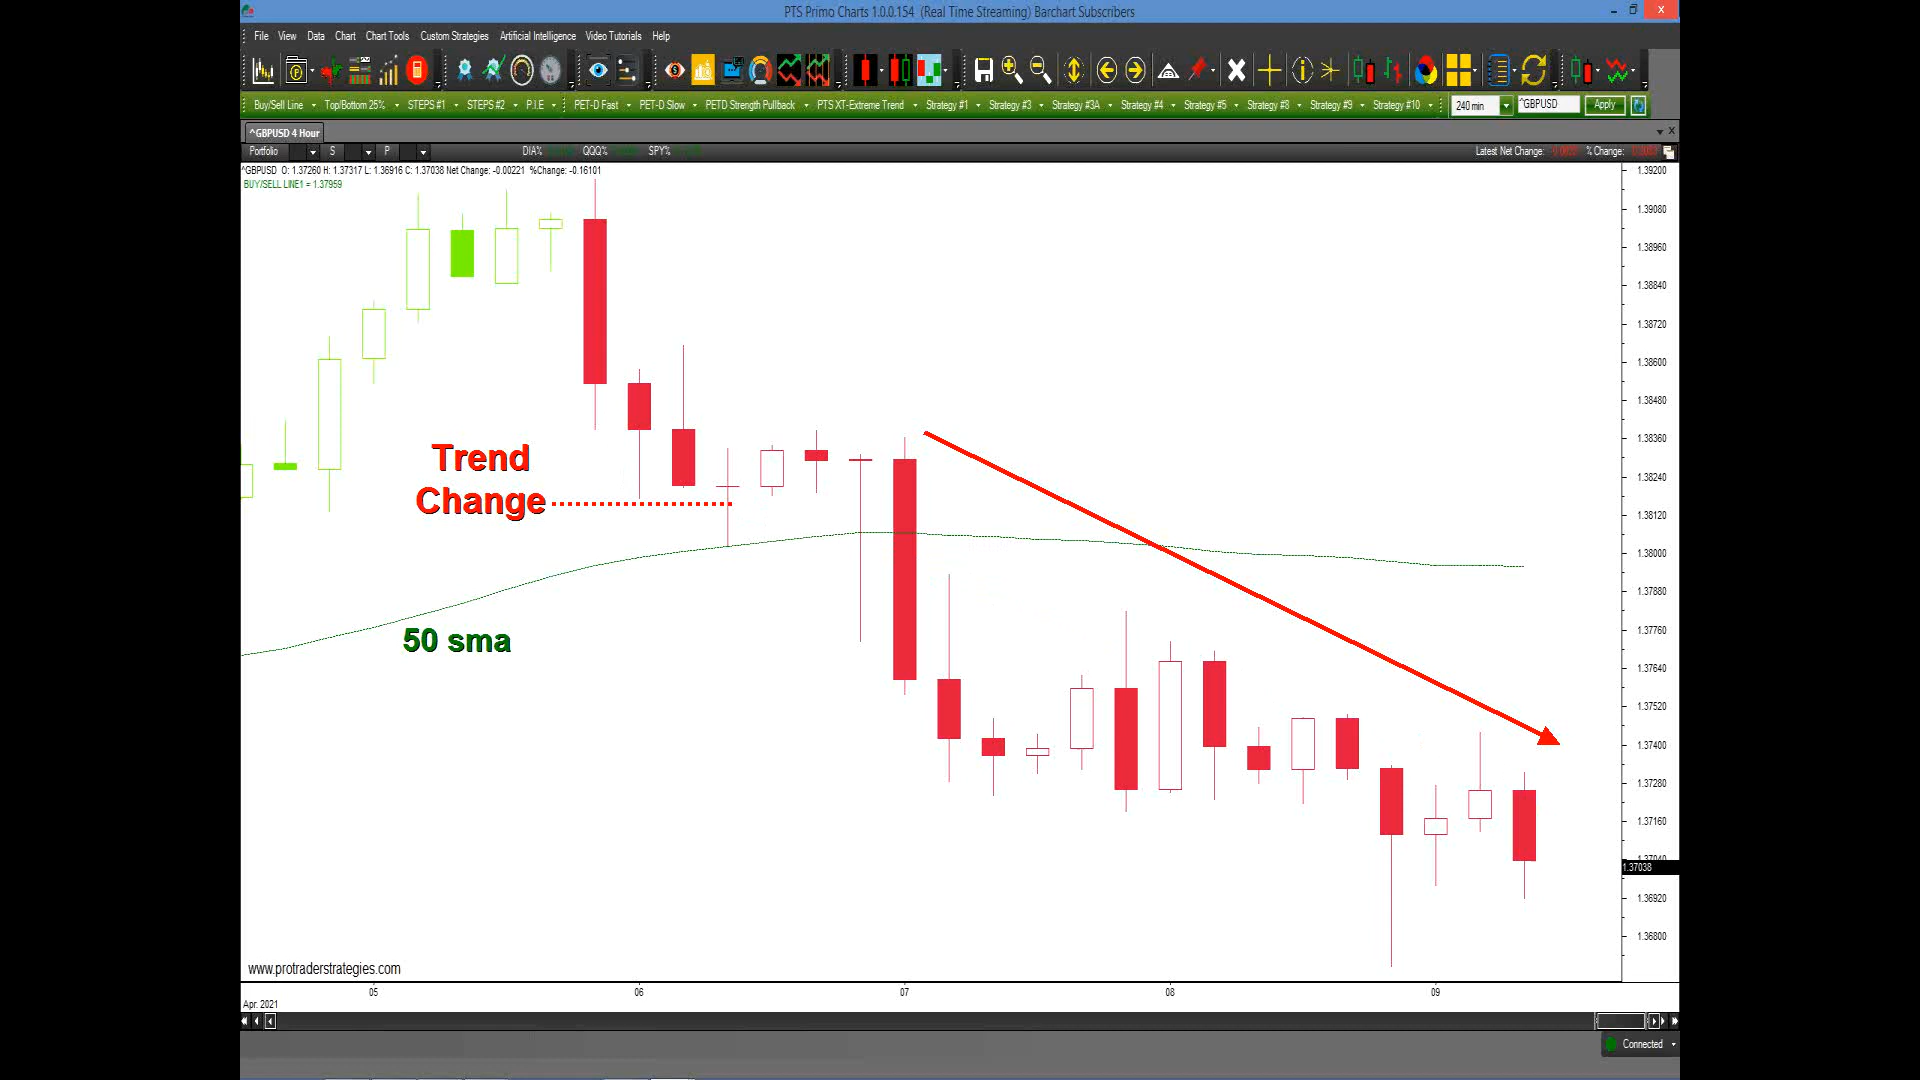 PTS Primo Charts 1.0.0.154 (Real Time Streaming) Barchart Subscribers
File View Data Chart Chart Tools Custom Strategies Artificial Intelligence Video Tutorials Help
Buy/Sell Line Top/Bottom 25% STEPS #1 STEPS #2 P.I.E PET-D Fast PET-D Slow PETD Strength Pullback PTS XT-Extreme Trend Strategy #1 Strategy #3 Strategy #3A Strategy #4 Strategy #5 Strategy #8 Strategy #9 Strategy #10 240 min ^GBPUSD Apply
^GBPUSD 4 Hour
Portfolio S P DIA% QQQ% SPY% Latest Net Change: % Change:
^GBPUSD O: 1.37260 H: 1.37317 L: 1.36916 C: 1.37038 Net Change: -0.00221 %Change: -0.16101
BUY/SELL LINE1 = 1.37959
1.39200
1.39080
1.38960
1.38840
1.38720
1.38600
1.38480
1.38360
1.38240
1.38120
1.38000
1.37880
1.37760
1.37640
1.37520
1.37400
1.37280
1.37160
1.37040
1.37038
1.36920
1.36800
Trend
Change
50 sma
www.protraderstrategies.com
05 06 07 08 09
Apr. 2021
Connected